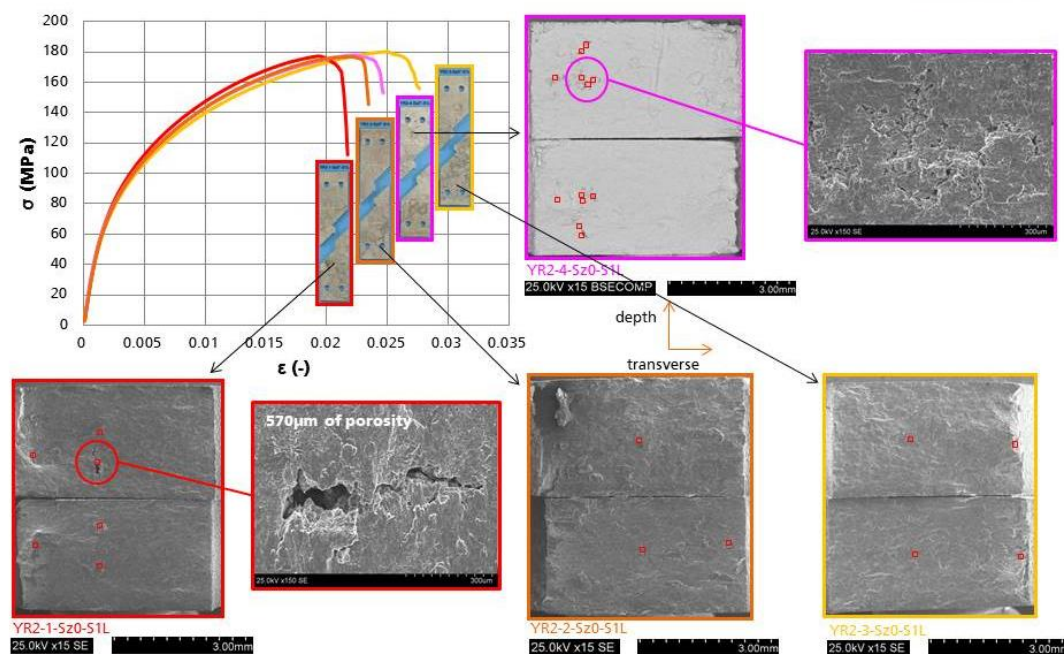 200
180
160
140
120
100
80
60
40
20
0
σ (MPa)
0
0.005
0.01
0.015
0.02
0.025
0.03
0.035
ε (-)
YR2-4-Sz0-S1L
25.0kV x15 BSECOMP
3.00mm
25.0kV x150 SE
300µm
depth
transverse
YR2-1-Sz0-S1L
25.0kV x15 SE
3.00mm
570µm of porosity
25.0kV x150 SE
300µm
YR2-2-Sz0-S1L
25.0kV x15 SE
3.00mm
YR2-3-Sz0-S1L
25.0kV x15 SE
3.00m